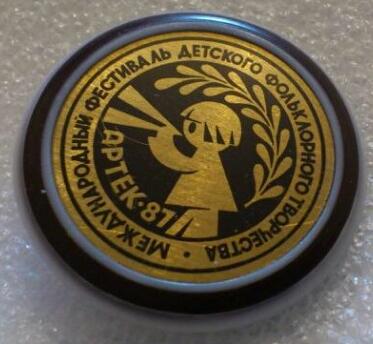 МЕЖДУНАРОДНЫЙ ФЕСТИВАЛЬ ДЕТСКОГО ФОЛЬКЛОРНОГО ТВОРЧЕСТВА •
АРТЕК•87